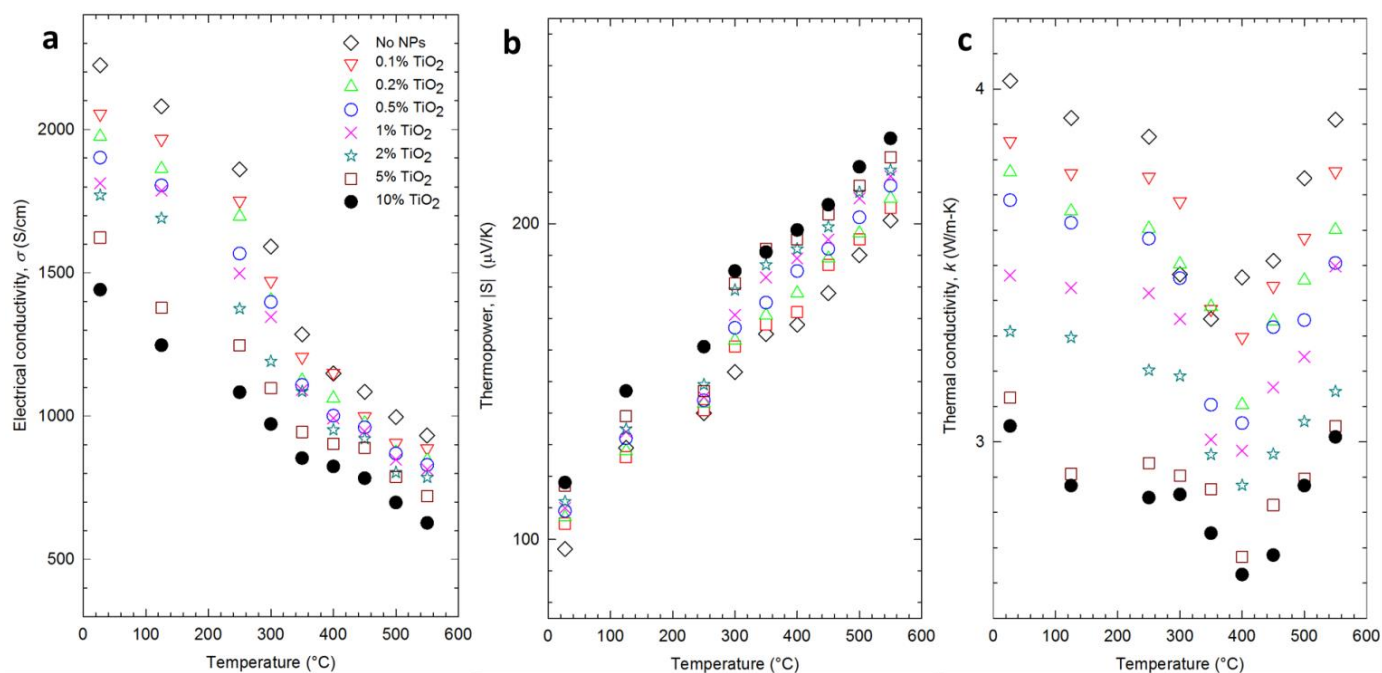 a
No NPs
0.1% TiO₂
0.2% TiO₂
0.5% TiO₂
1% TiO₂
2% TiO₂
5% TiO₂
10% TiO₂
2000
1500
1000
500
Electrical conductivity, σ (S/cm)
0 100 200 300 400 500 600
Temperature (°C)
b
200
100
Thermopower, |S| (µV/K)
0 100 200 300 400 500 600
Temperature (°C)
c
4
3
Thermal conductivity, k (W/m-K)
0 100 200 300 400 500 600
Temperature (°C)